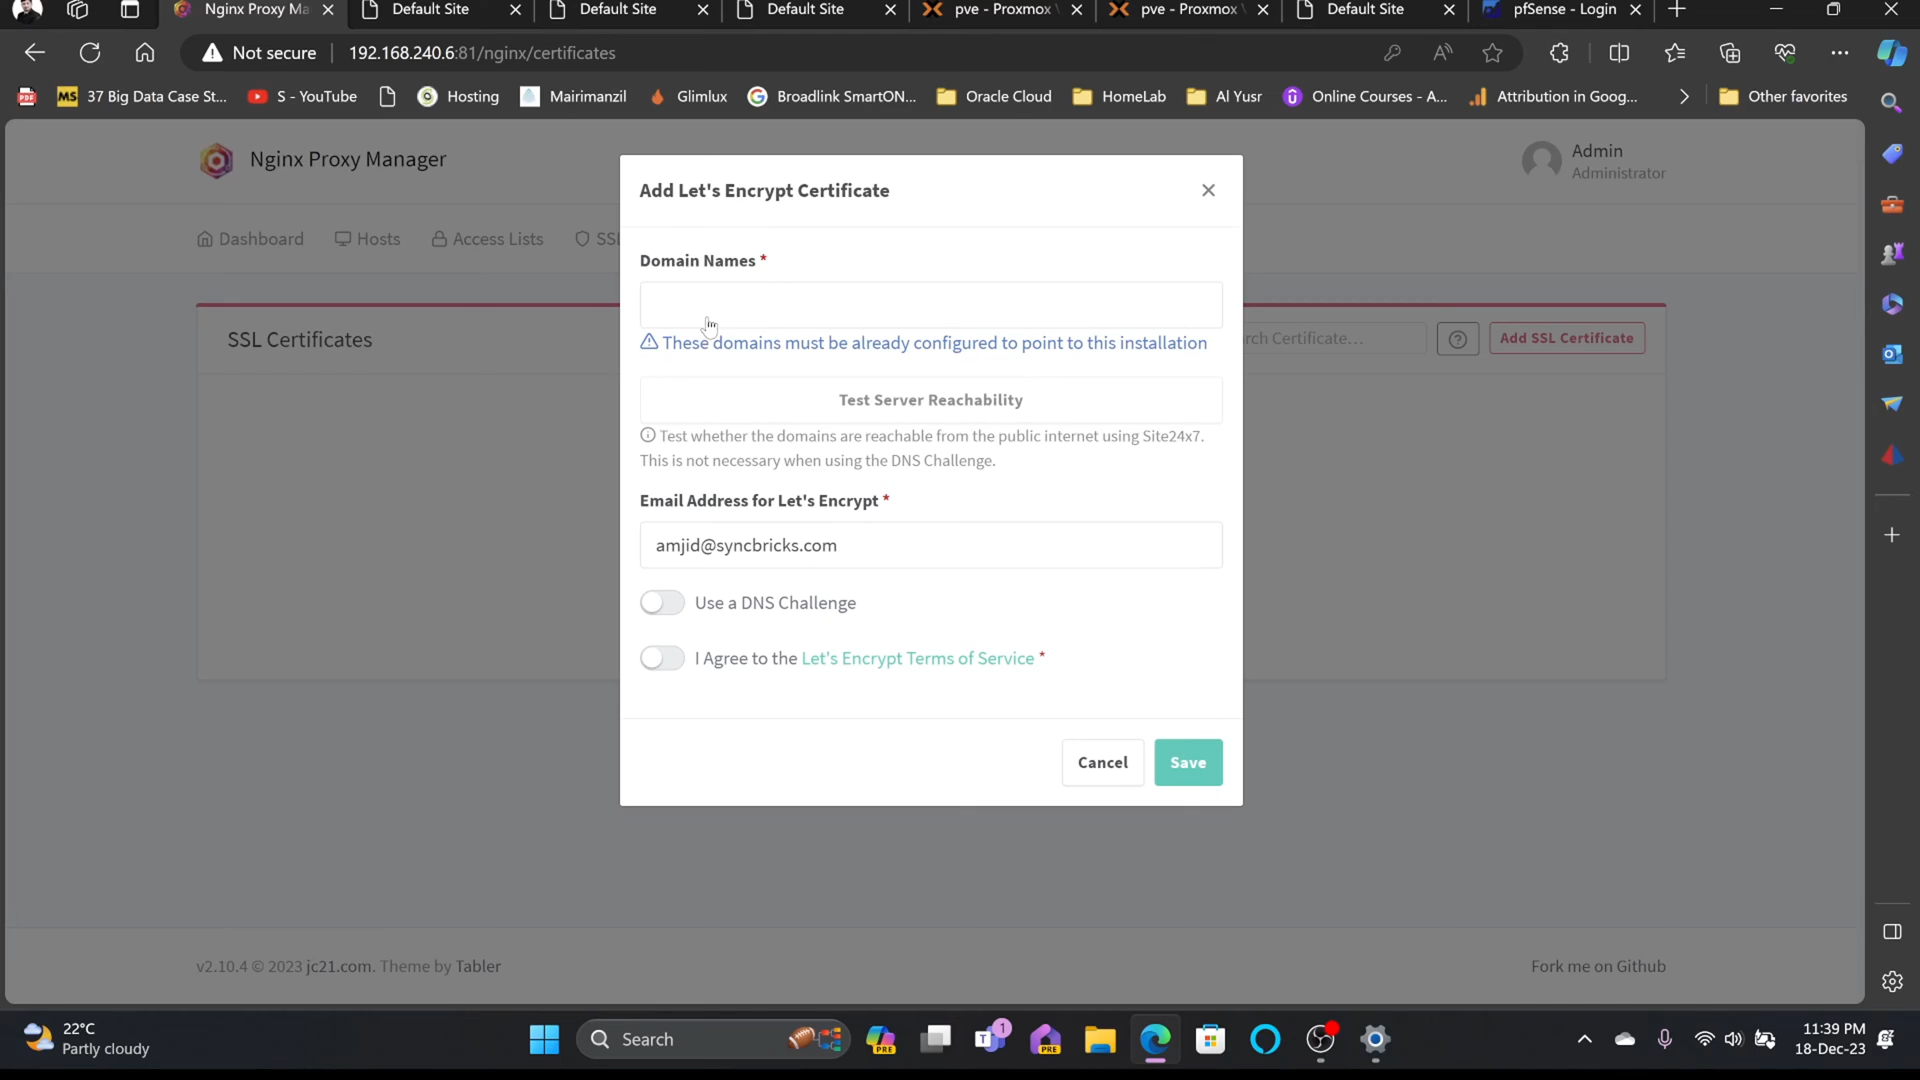 Nginx Proxy Ma
Default Site
Default Site
Default Site
pve - Proxmox
pve - Proxmox
Default Site
pfSense - Login
Not secure
192.168.240.6:81/nginx/certificates
37 Big Data Case St...
S - YouTube
Hosting
Mairimanzil
Glimlux
Broadlink SmartON...
Oracle Cloud
HomeLab
Al Yusr
Online Courses - A...
Attribution in Goog...
Other favorites
Nginx Proxy Manager
Admin
Administrator
Dashboard
Hosts
Access Lists
SSL
Add Let's Encrypt Certificate
Domain Names *
These domains must be already configured to point to this installation
Test Server Reachability
Test whether the domains are reachable from the public internet using Site24x7.
This is not necessary when using the DNS Challenge.
Email Address for Let's Encrypt *
amjid@syncbricks.com
Use a DNS Challenge
I Agree to the Let's Encrypt Terms of Service *
Cancel
Save
SSL Certificates
rch Certificate...
Add SSL Certificate
v2.10.4 © 2023 jc21.com. Theme by Tabler
Fork me on Github
22°C
Partly cloudy
Search
PRE
1
PRE
11:39 PM
18-Dec-23